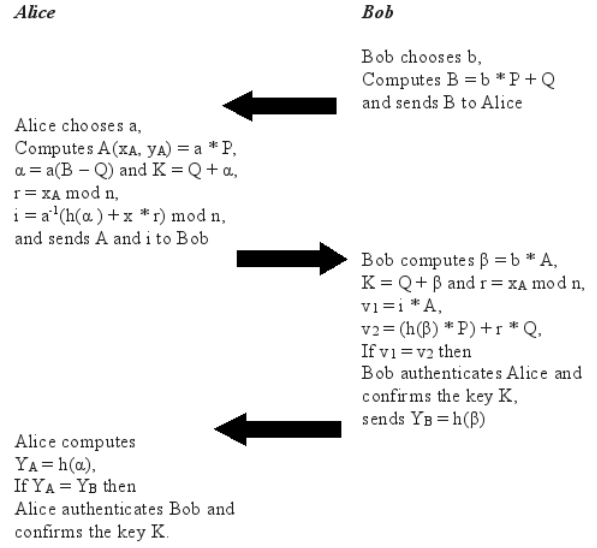 Alice
Bob
Bob chooses b,
Computes B = b * P + Q
and sends B to Alice
Alice chooses a,
Computes A(xA, yA) = a * P,
α = a(B − Q) and K = Q + α,
r = xA mod n,
i = a⁻¹(h(α ) + x * r) mod n,
and sends A and i to Bob
Bob computes β = b * A,
K = Q + β and r = xA mod n,
v1 = i * A,
v2 = (h(β) * P) + r * Q,
If v1 = v2 then
Bob authenticates Alice and
confirms the key K,
sends YB = h(β)
Alice computes
YA = h(α),
If YA = YB then
Alice authenticates Bob and
confirms the key K.